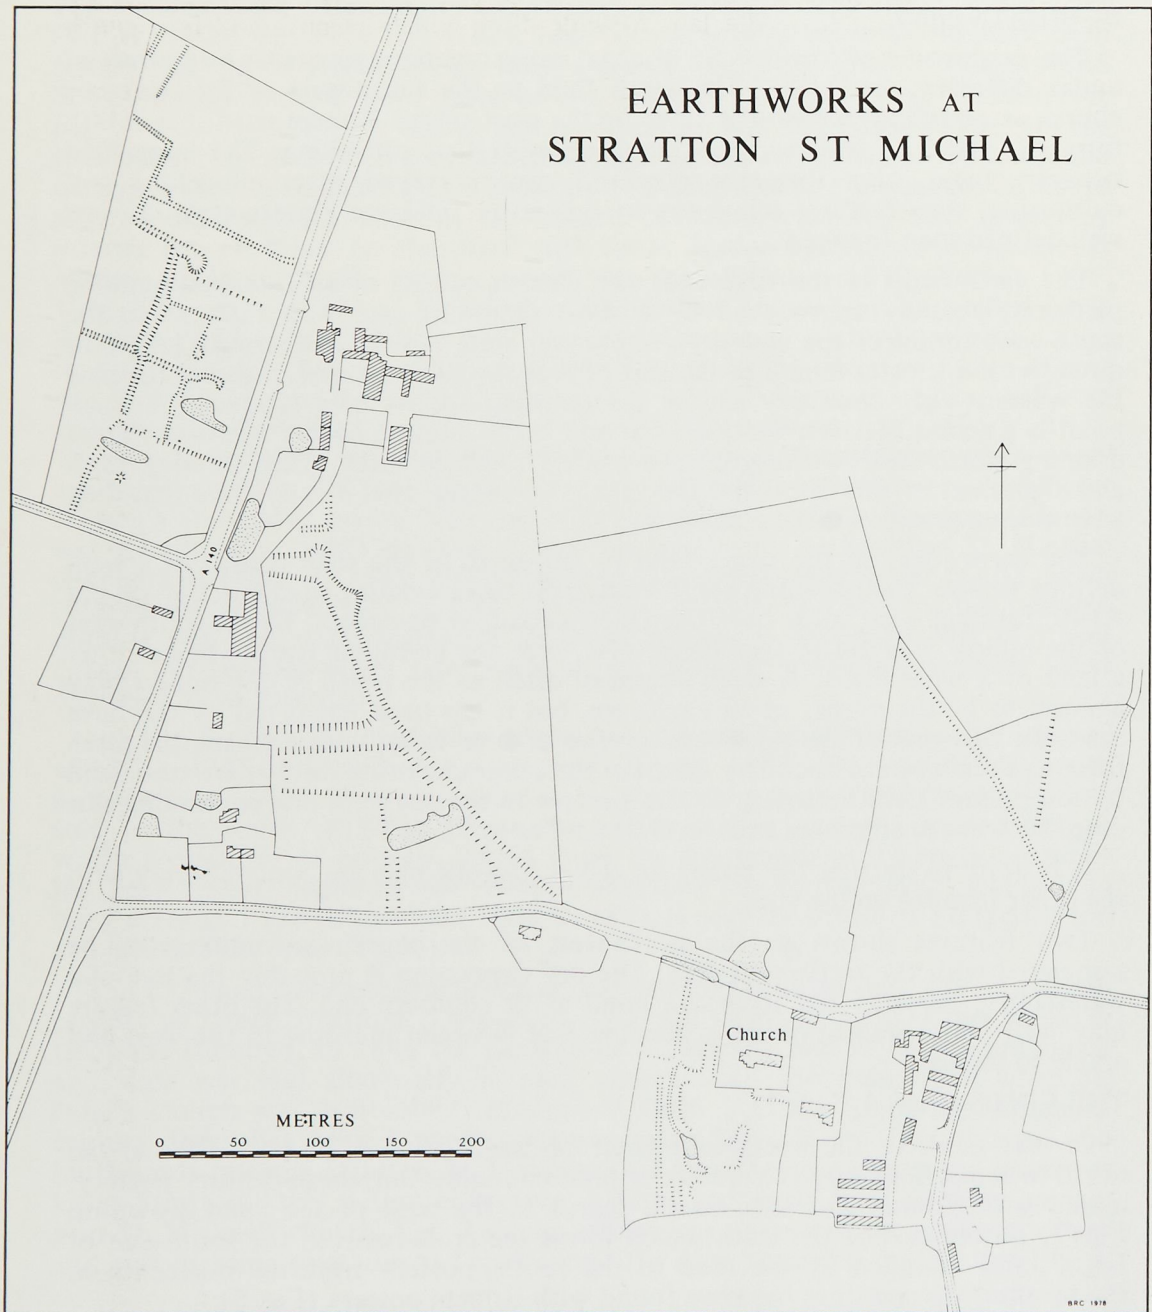 EARTHWORKS AT
STRATTON ST MICHAEL
A 140
Church
METRES
0 50 100 150 200
BRC 1978